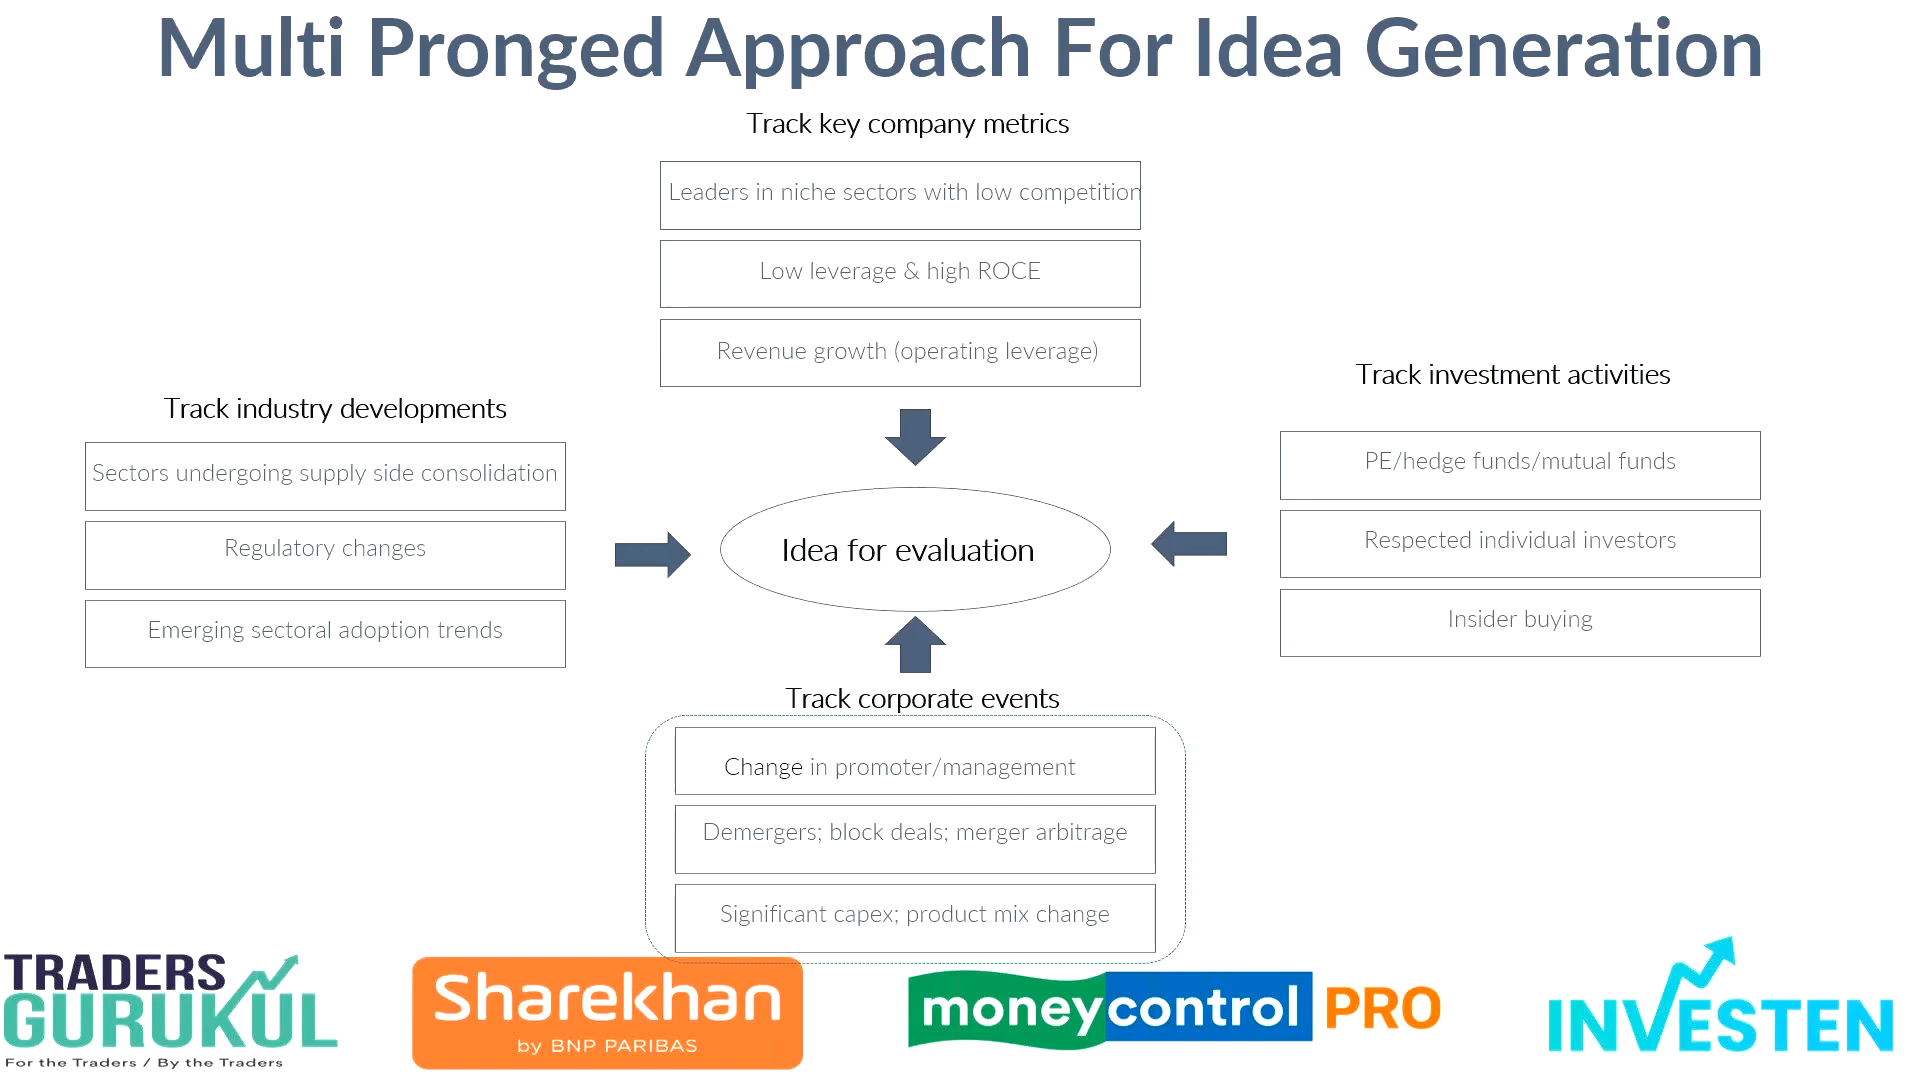 Multi Pronged Approach For Idea Generation
Track key company metrics
Leaders in niche sectors with low competition
Low leverage & high ROCE
Revenue growth (operating leverage)
Track industry developments
Sectors undergoing supply side consolidation
Regulatory changes
Emerging sectoral adoption trends
Idea for evaluation
Track investment activities
PE/hedge funds/mutual funds
Respected individual investors
Insider buying
Track corporate events
Change in promoter/management
Demergers; block deals; merger arbitrage
Significant capex; product mix change
TRADERS
GURUKUL
For the Traders / By the Traders
Sharekhan
by BNP PARIBAS
moneycontrol PRO
INVESTEN